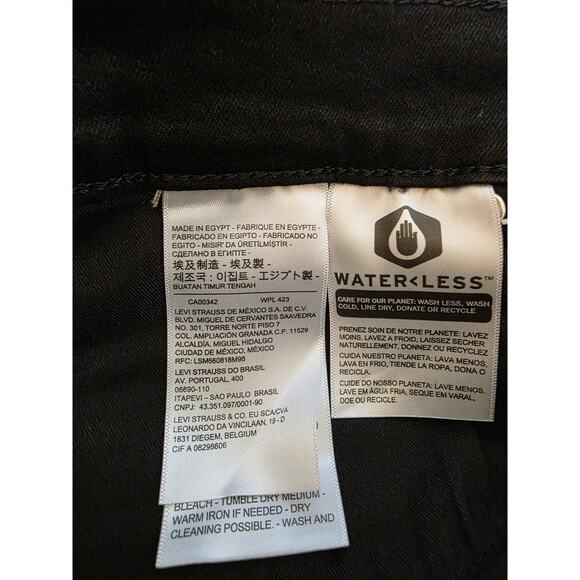 MADE IN EGYPT - FABRIQUE EN EGYPTE -
FABRICADO EN EGIPTO - FABRICADO NO
EGITO - MISIR' DA ÜRETİLMİŞTİR -
СДЕЛАНО В ЕГИПТЕ -
埃及制造 - 埃及製 -
제조국 : 이집트 - エジプト製 -
BUATAN TIMUR TENGAH
CA00342 WPL 423
LEVI STRAUSS DE MÉXICO S.A. DE C.V.
BLVD. MIGUEL DE CERVANTES SAAVEDRA
NO. 301, TORRE NORTE PISO 7
COL. AMPLIACIÓN GRANADA C.P. 11529
ALCALDÍA. MIGUEL HIDALGO
CIUDAD DE MÉXICO, MÉXICO
RFC: LSM660818M98
LEVI STRAUSS DO BRASIL
AV. PORTUGAL, 400
05690-110
ITAPEVI - SAO PAULO BRASIL
CNPJ: 43.351.097/0001-90
LEVI STRAUSS & CO. EU SCA/CVA
LEONARDO DA VINCILAAN, 19 - D
1831 DIEGEM, BELGIUM
CIF A 08298606
BLEACH - TUMBLE DRY MEDIUM -
WARM IRON IF NEEDED - DRY
CLEANING POSSIBLE. - WASH AND
WATER<LESS™
CARE FOR OUR PLANET: WASH LESS, WASH
COLD, LINE DRY, DONATE OR RECYCLE
PRENEZ SOIN DE NOTRE PLANETE: LAVEZ
MOINS, LAVEZ A FROID, LAISSEZ SECHER
NATURELLEMENT, DONNEZ OU RECYCLEZ
CUIDA NUESTRO PLANETA: LAVA MENOS,
LAVA EN FRIO, TIENDE LA ROPA, DONA O
RECICLA.
CUIDE DO NOSSO PLANETA: LAVE MENOS,
LAVE EM ÁGUA FRIA, SEQUE EM VARAL,
DOE OU RECICLE.